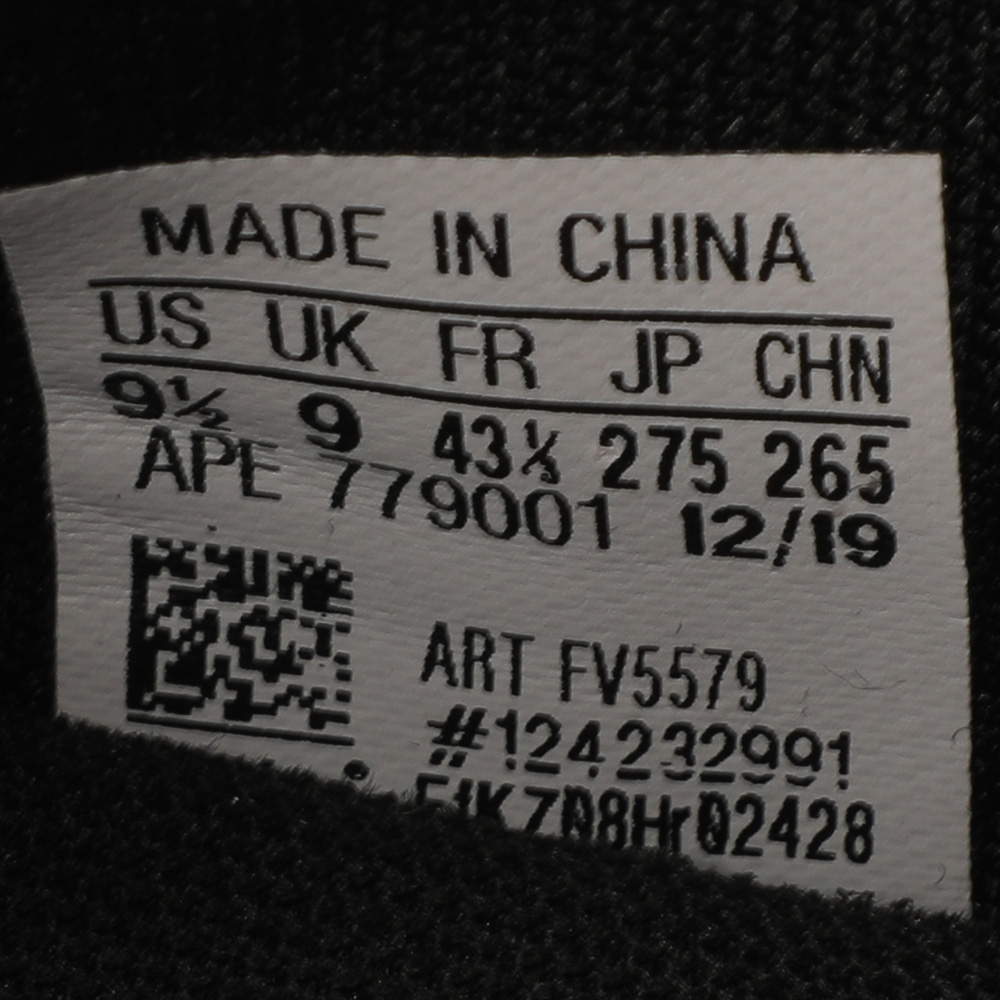 MADE IN CHINA
US UK FR JP CHN
9½ 9 43⅓ 275 265
APE 779001 12/19
ART FV5579
#124232991